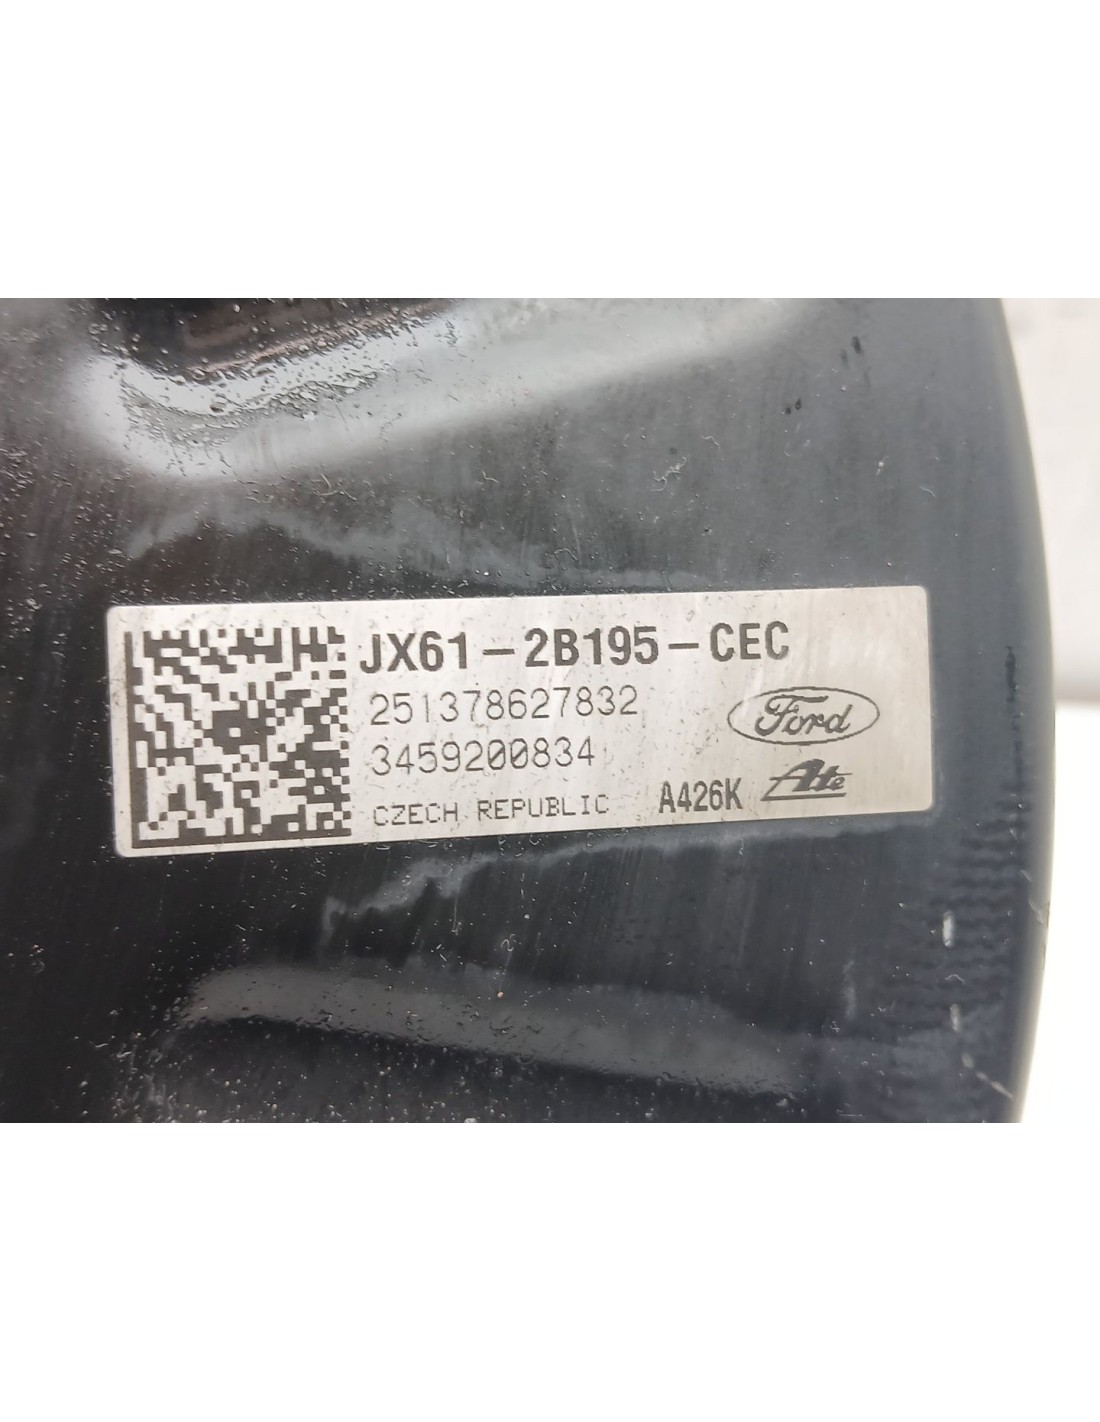 JX61-2B195-CEC
251378627832
3459200834
Ford
CZECH REPUBLIC
A426K
Ate